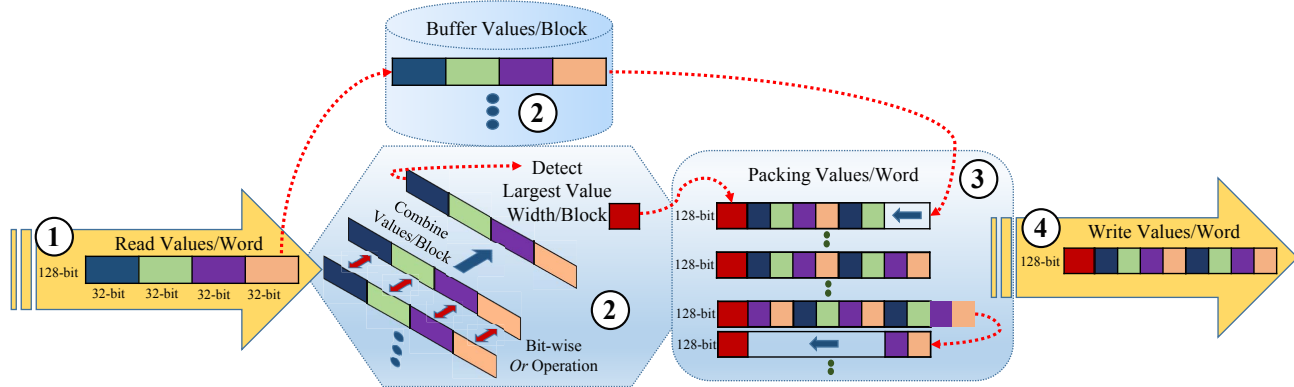 Buffer Values/Block
2
1
Read Values/Word
128-bit
32-bit 32-bit 32-bit 32-bit
Detect
Largest Value
Width/Block
Combine
Values/Block
2
Bit-wise
Or Operation
Packing Values/Word
3
128-bit
128-bit
128-bit
128-bit
4
Write Values/Word
128-bit